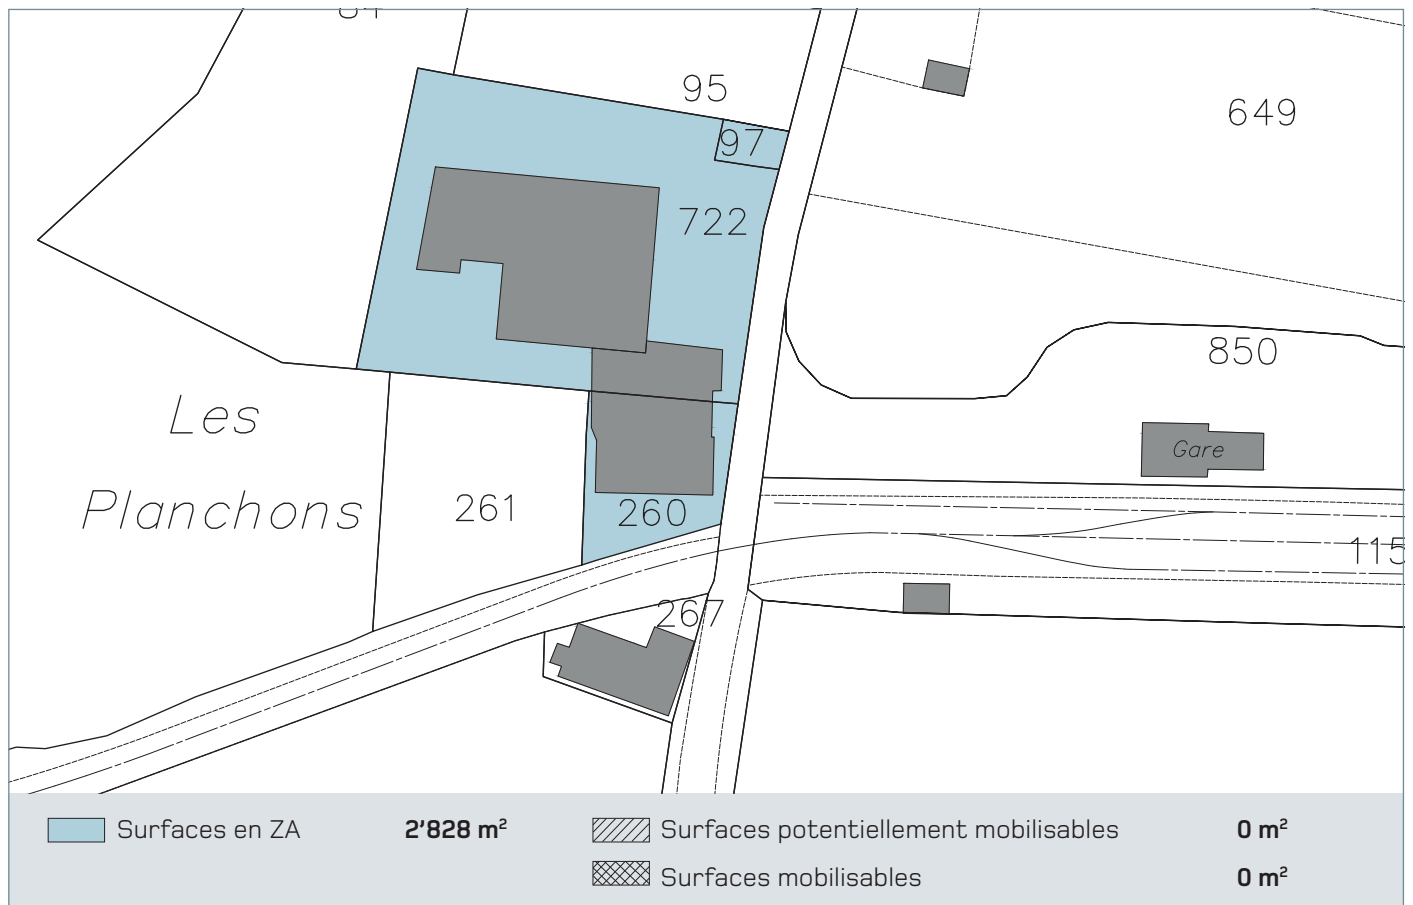 95
97
649
722
850
Les
Gare
Planchons
261
260
115
267
Surfaces en ZA 2'828 m²
Surfaces potentiellement mobilisables 0 m²
Surfaces mobilisables 0 m²